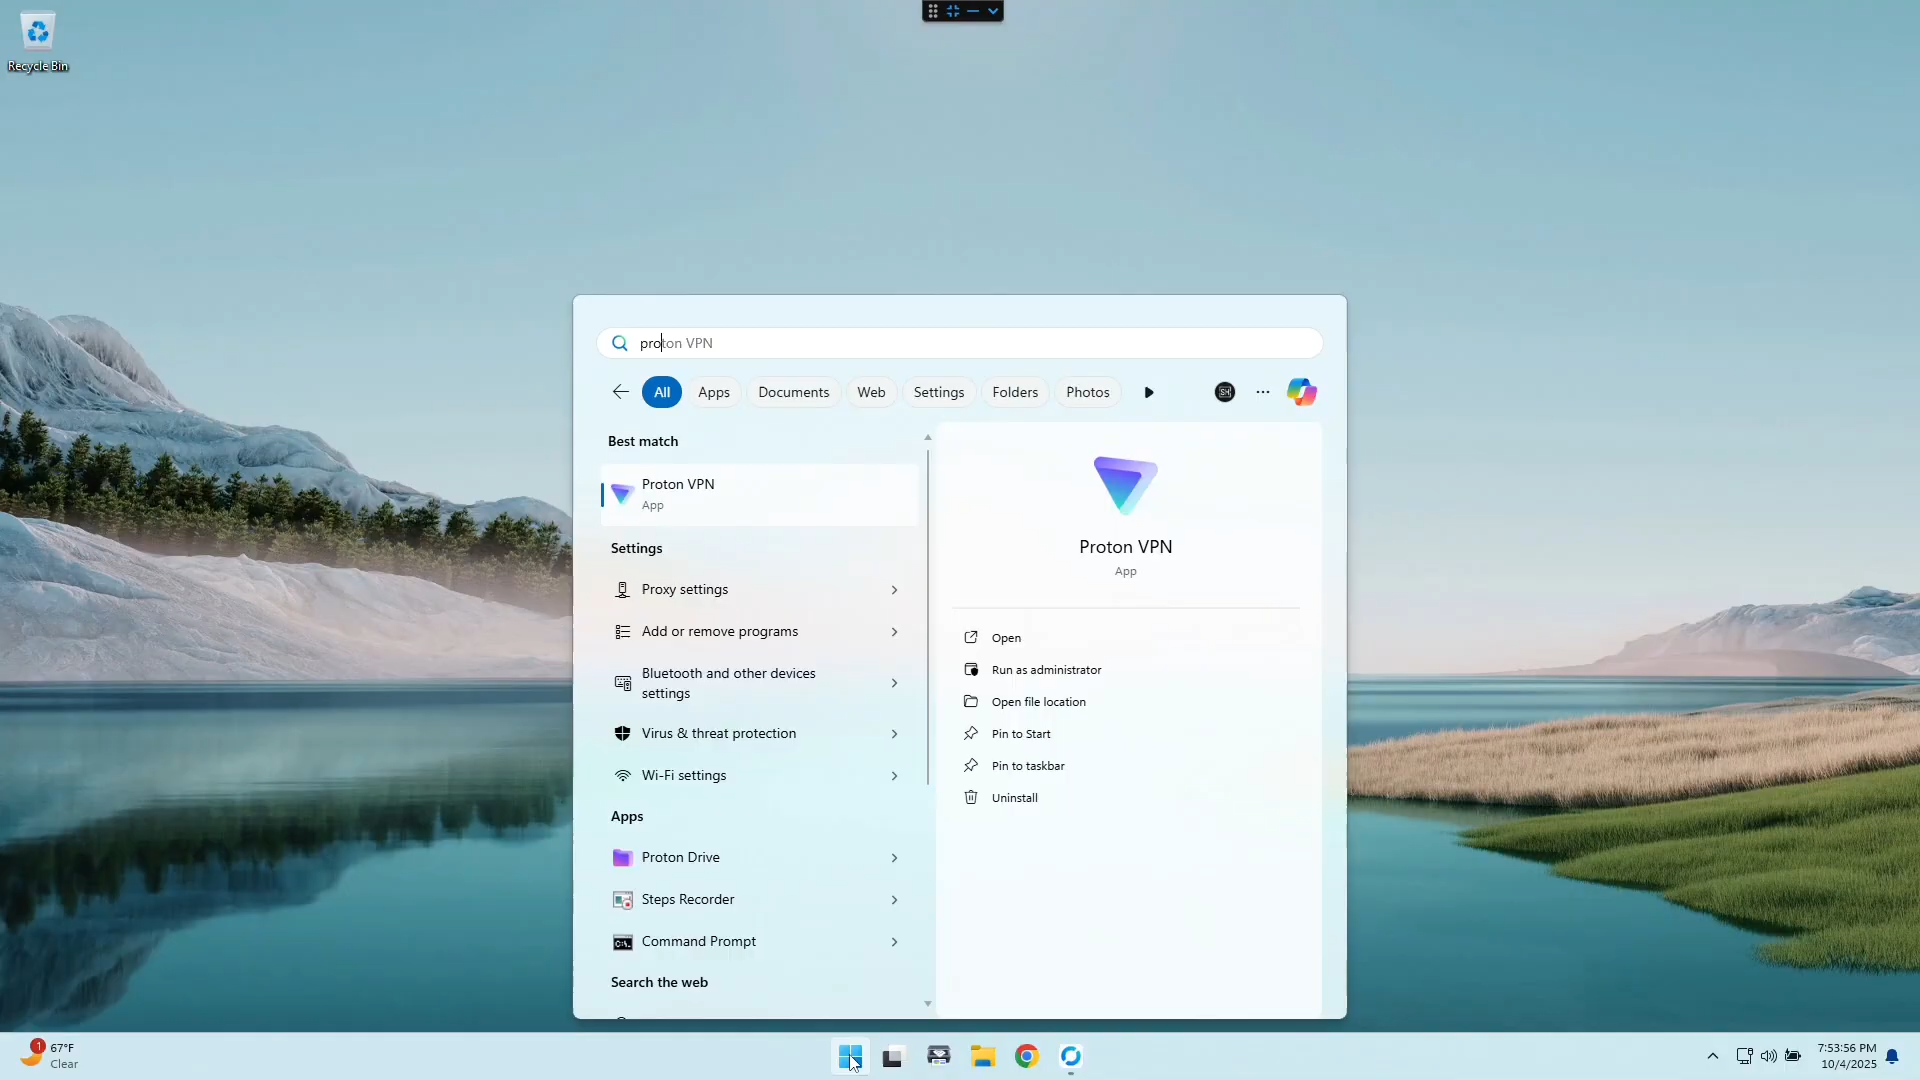 Recycle Bin
proton VPN
All
Apps
Documents
Web
Settings
Folders
Photos
SH
Best match
Proton VPN
App
Settings
Proxy settings
Add or remove programs
Bluetooth and other devices
settings
Virus & threat protection
Wi-Fi settings
Apps
Proton Drive
Steps Recorder
Command Prompt
Search the web
Proton VPN
App
Open
Run as administrator
Open file location
Pin to Start
Pin to taskbar
Uninstall
1
67°F
Clear
7:53:56 PM
10/4/2025